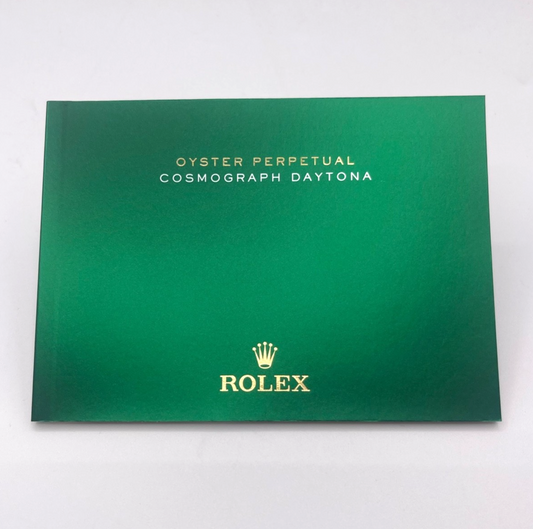 OYSTER PERPETUAL
COSMOGRAPH DAYTONA
ROLEX